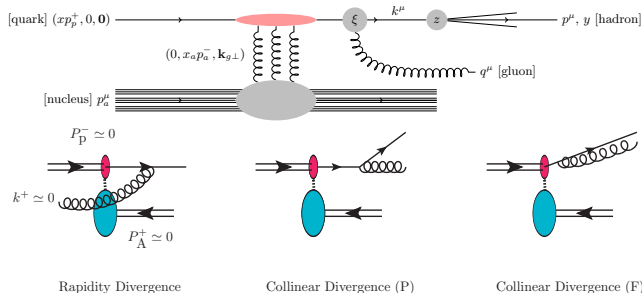 [quark] (xp_p^+, 0, 𝟎)
ξ
k^μ
z
p^μ, y [hadron]
(0, x_a p_a^-, 𝐤_{g⊥})
q^μ [gluon]
[nucleus] p_a^μ
P_p^- ≃ 0
k^+ ≃ 0
P_A^+ ≃ 0
Rapidity Divergence
Collinear Divergence (P)
Collinear Divergence (F)